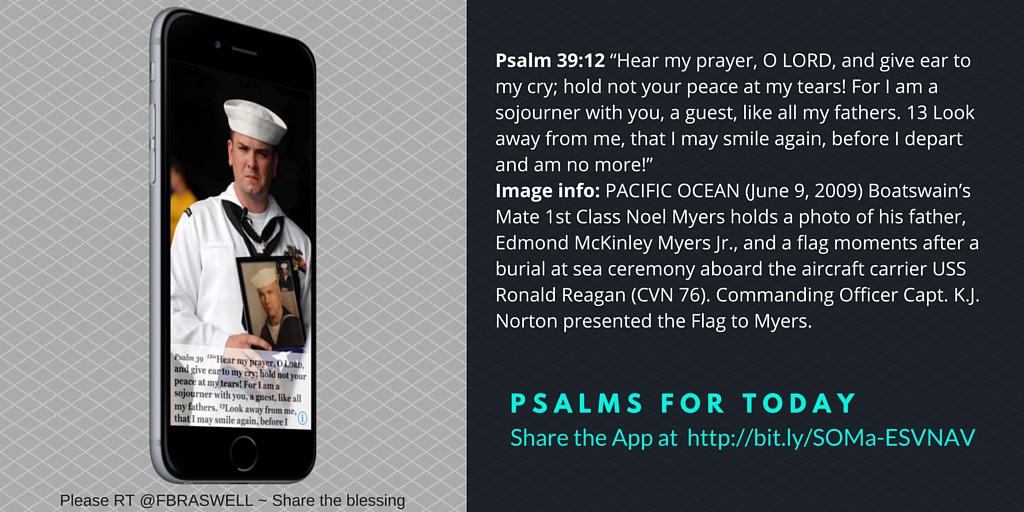 Psalm 39 ¹²“Hear my prayer, O LORD,
and give ear to my cry; hold not your
peace at my tears! For I am a
sojourner with you, a guest, like all
my fathers. ¹³Look away from me,
that I may smile again, before I
Please RT @FBRASWELL ~ Share the blessing
Psalm 39:12 “Hear my prayer, O LORD, and give ear to
my cry; hold not your peace at my tears! For I am a
sojourner with you, a guest, like all my fathers. 13 Look
away from me, that I may smile again, before I depart
and am no more!”
Image info: PACIFIC OCEAN (June 9, 2009) Boatswain’s
Mate 1st Class Noel Myers holds a photo of his father,
Edmond McKinley Myers Jr., and a flag moments after a
burial at sea ceremony aboard the aircraft carrier USS
Ronald Reagan (CVN 76). Commanding Officer Capt. K.J.
Norton presented the Flag to Myers.
PSALMS FOR TODAY
Share the App at http://bit.ly/SOMa-ESVNAV